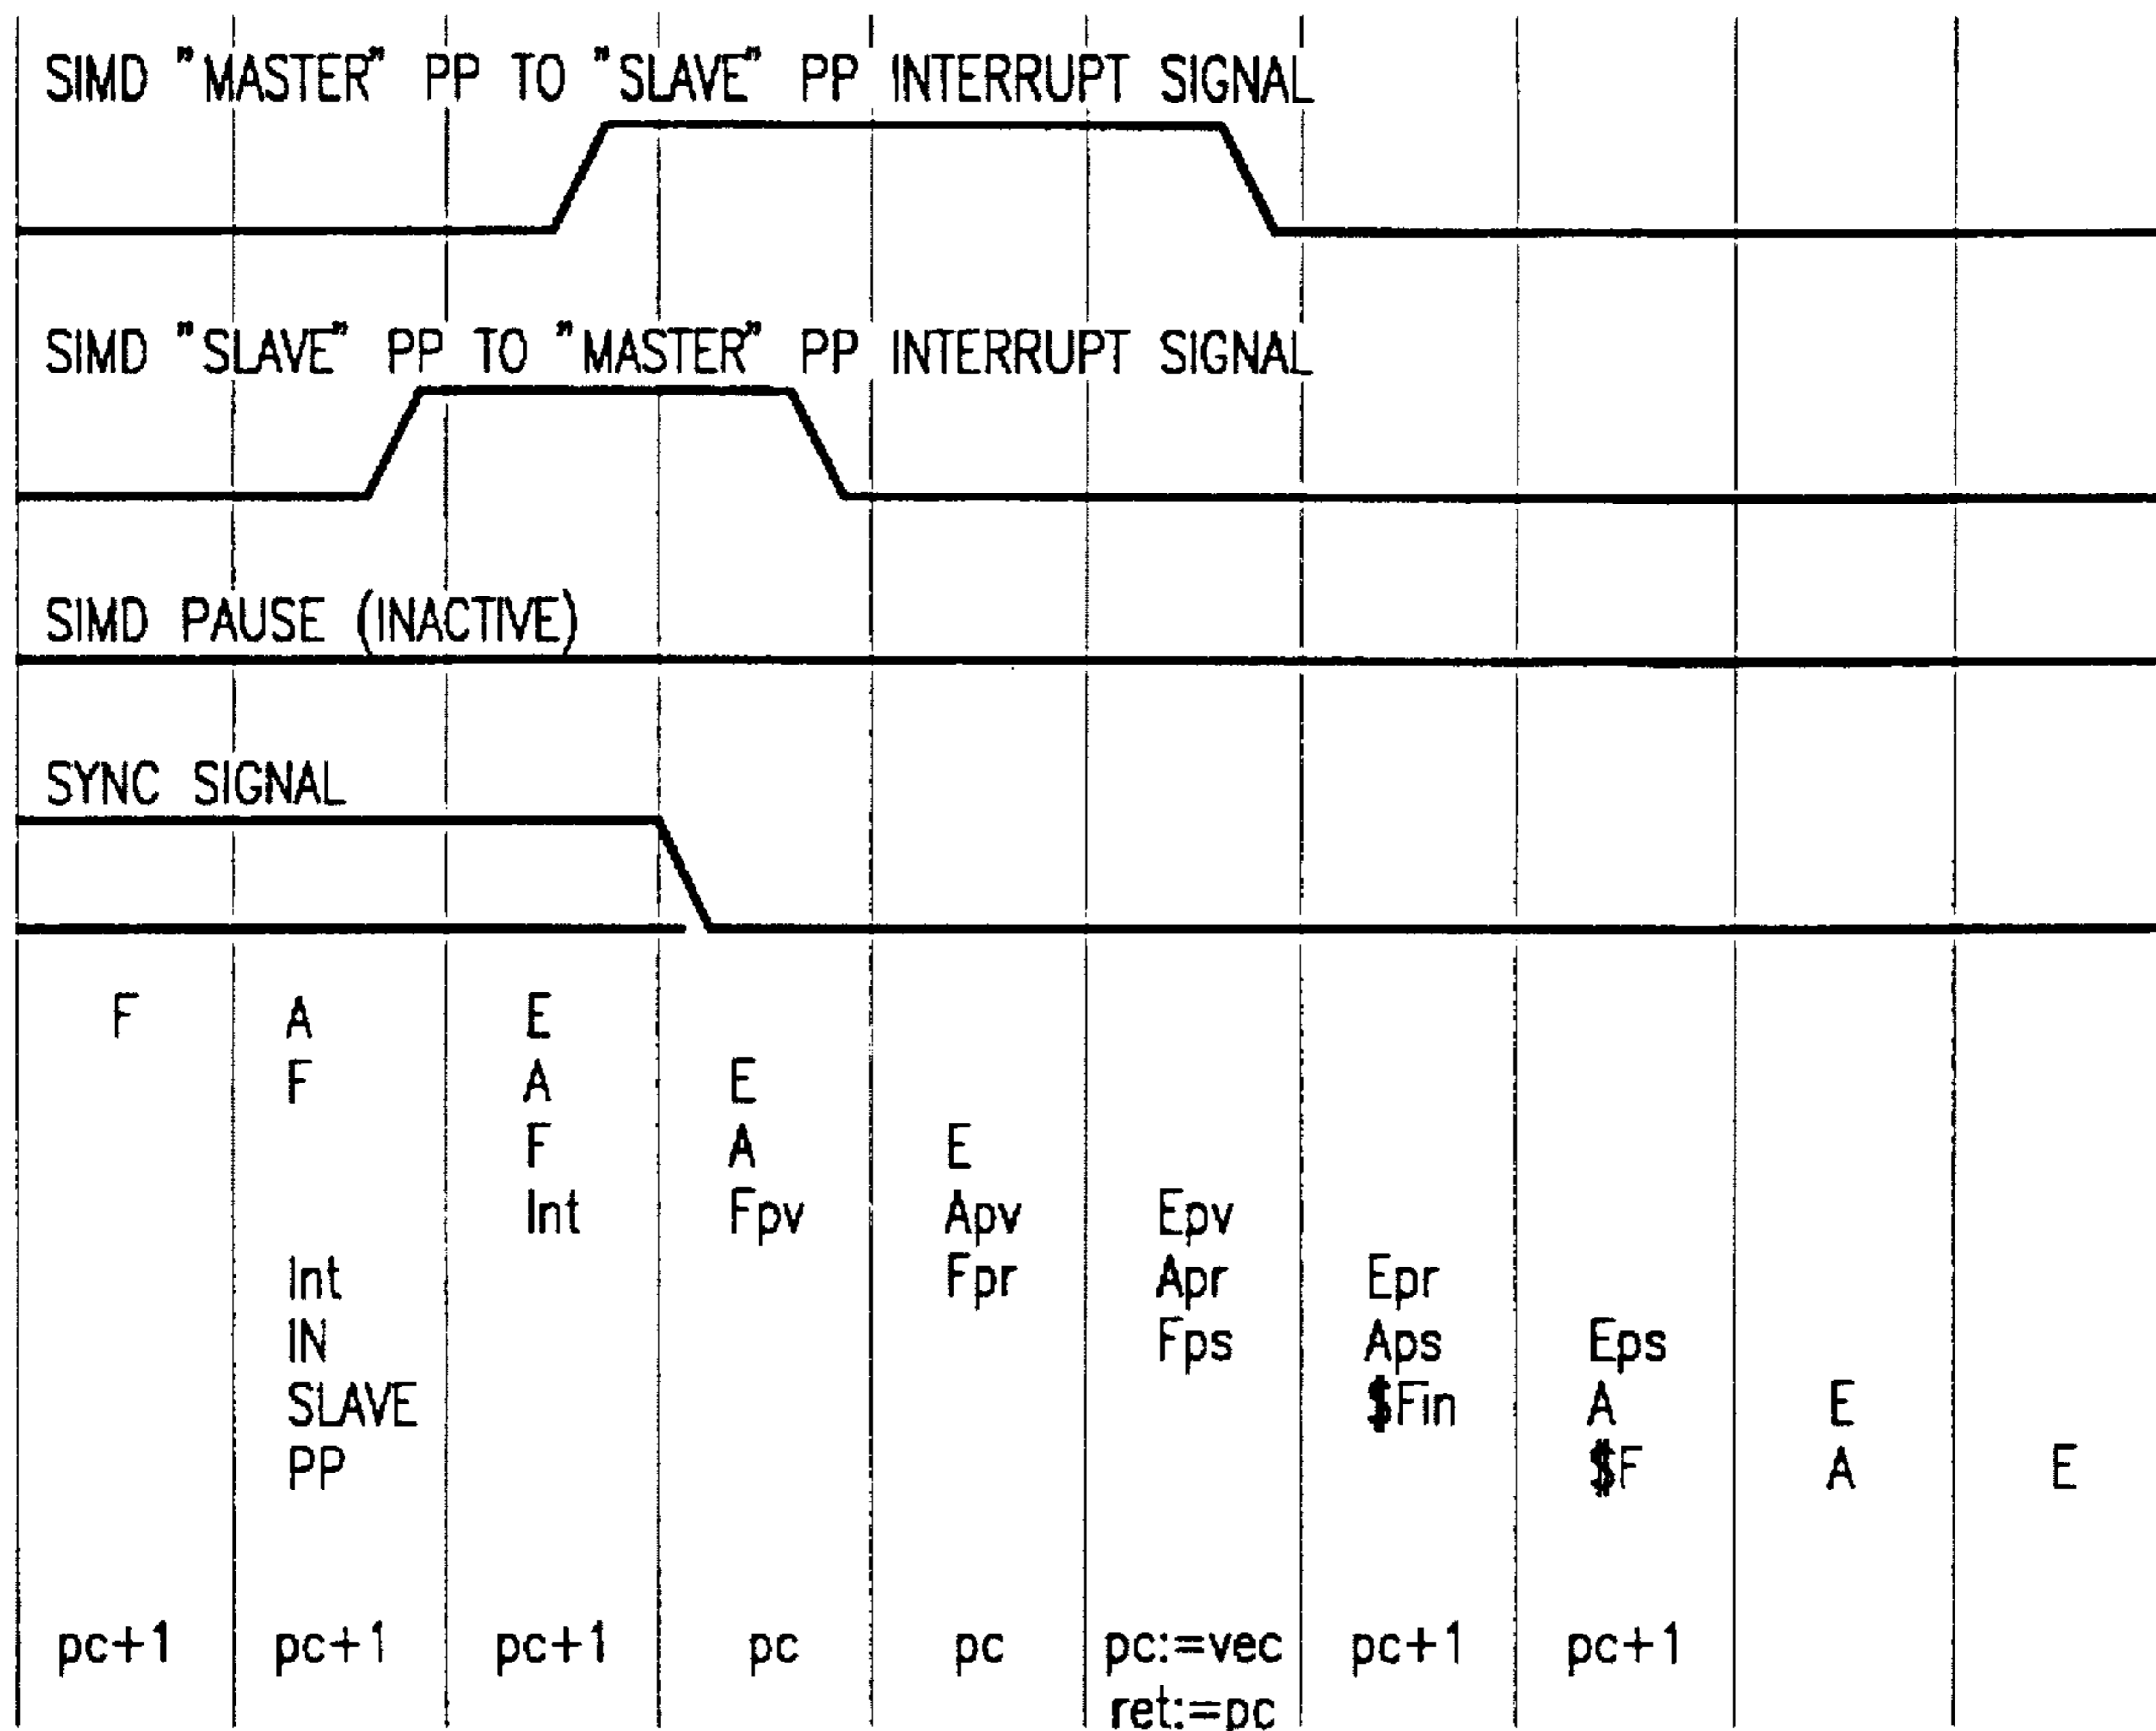 SIMD "MASTER" PP TO "SLAVE" PP INTERRUPT SIGNAL
SIMD "SLAVE" PP TO "MASTER" PP INTERRUPT SIGNAL
SIMD PAUSE (INACTIVE)
SYNC SIGNAL
F A E
F A E
F A E
Int Fpv Apv Epv
Int Fpr Apr Epr
IN Fps Aps Eps
SLAVE $Fin A E
PP $F A E
pc+1 pc+1 pc+1 pc pc pc:=vec pc+1 pc+1
ret:=pc